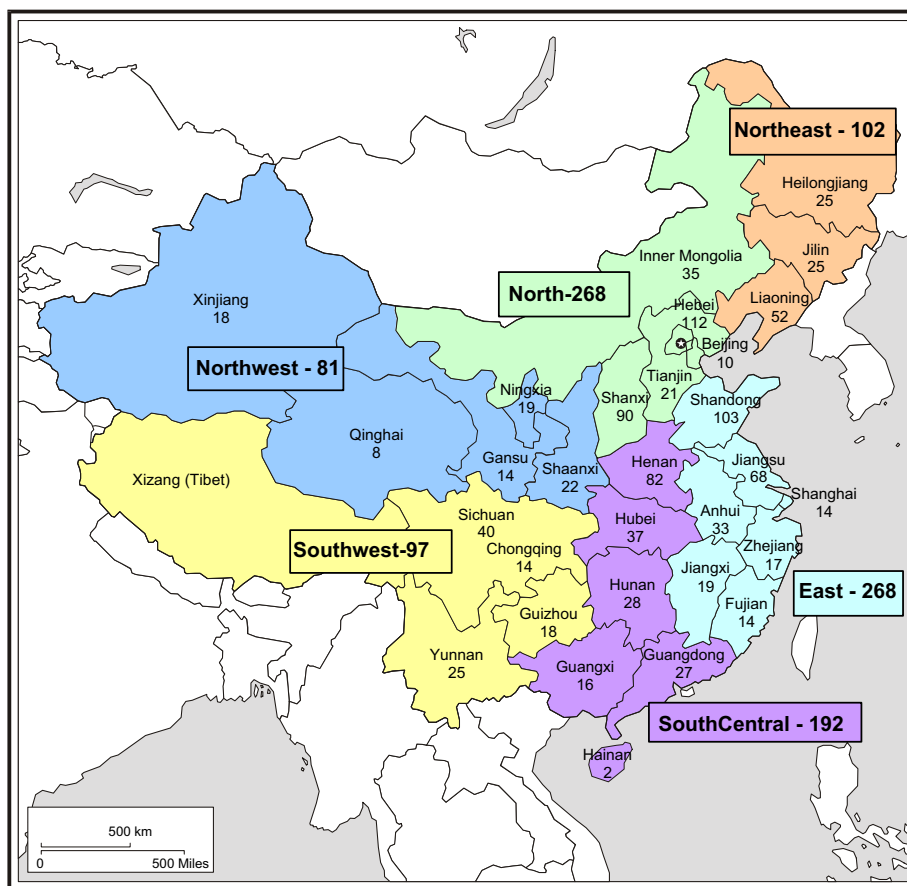 Northeast - 102
Heilongjiang
25
Jilin
25
Inner Mongolia
35
Liaoning
52
North-268
Hebei
112
Xinjiang
18
Beijing
10
Northwest - 81
Tianjin
21
Ningxia
19
Shanxi
90
Shandong
103
Qinghai
8
Gansu
14
Shaanxi
22
Henan
82
Jiangsu
68
Xizang (Tibet)
Shanghai
14
Sichuan
40
Hubei
37
Anhui
33
Southwest-97
Chongqing
14
Zhejiang
17
Jiangxi
19
Hunan
28
East - 268
Fujian
14
Guizhou
18
Yunnan
25
Guangxi
16
Guangdong
27
SouthCentral - 192
Hainan
2
500 km
0
500 Miles